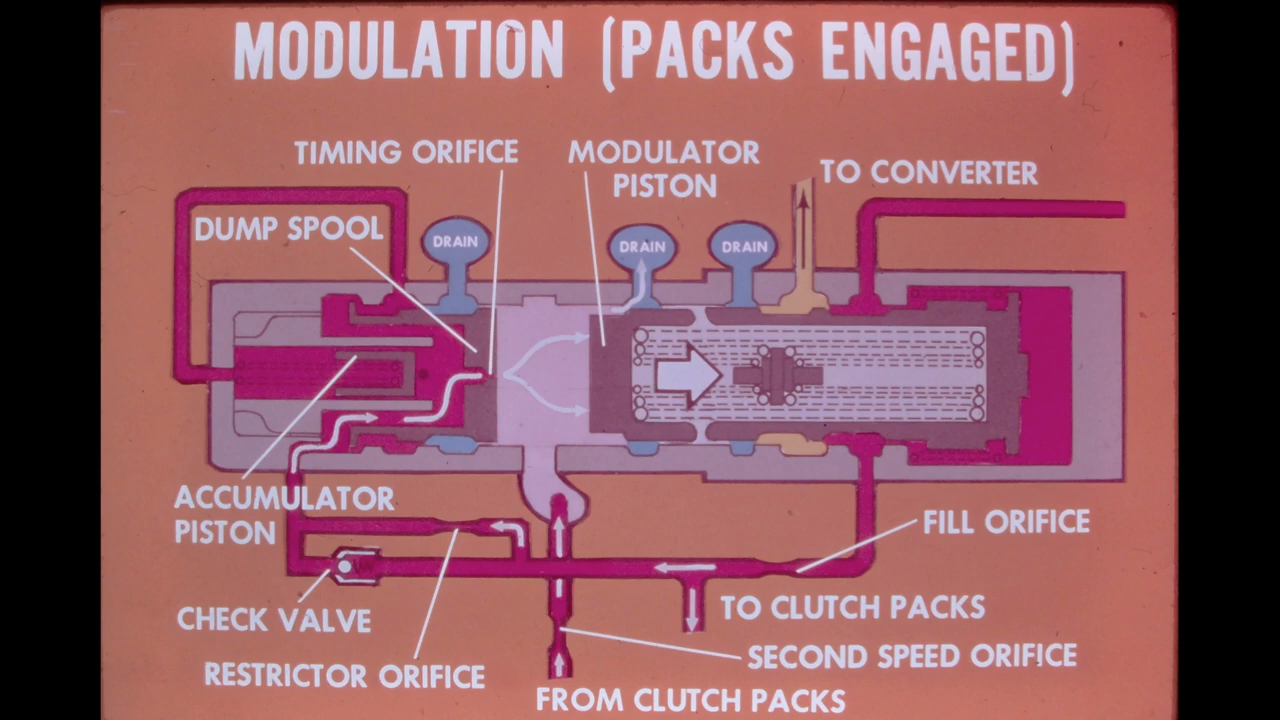 MODULATION (PACKS ENGAGED)
TIMING ORIFICE
MODULATOR
PISTON
TO CONVERTER
DUMP SPOOL
DRAIN
DRAIN
DRAIN
ACCUMULATOR
PISTON
FILL ORIFICE
CHECK VALVE
TO CLUTCH PACKS
RESTRICTOR ORIFICE
SECOND SPEED ORIFICE
FROM CLUTCH PACKS